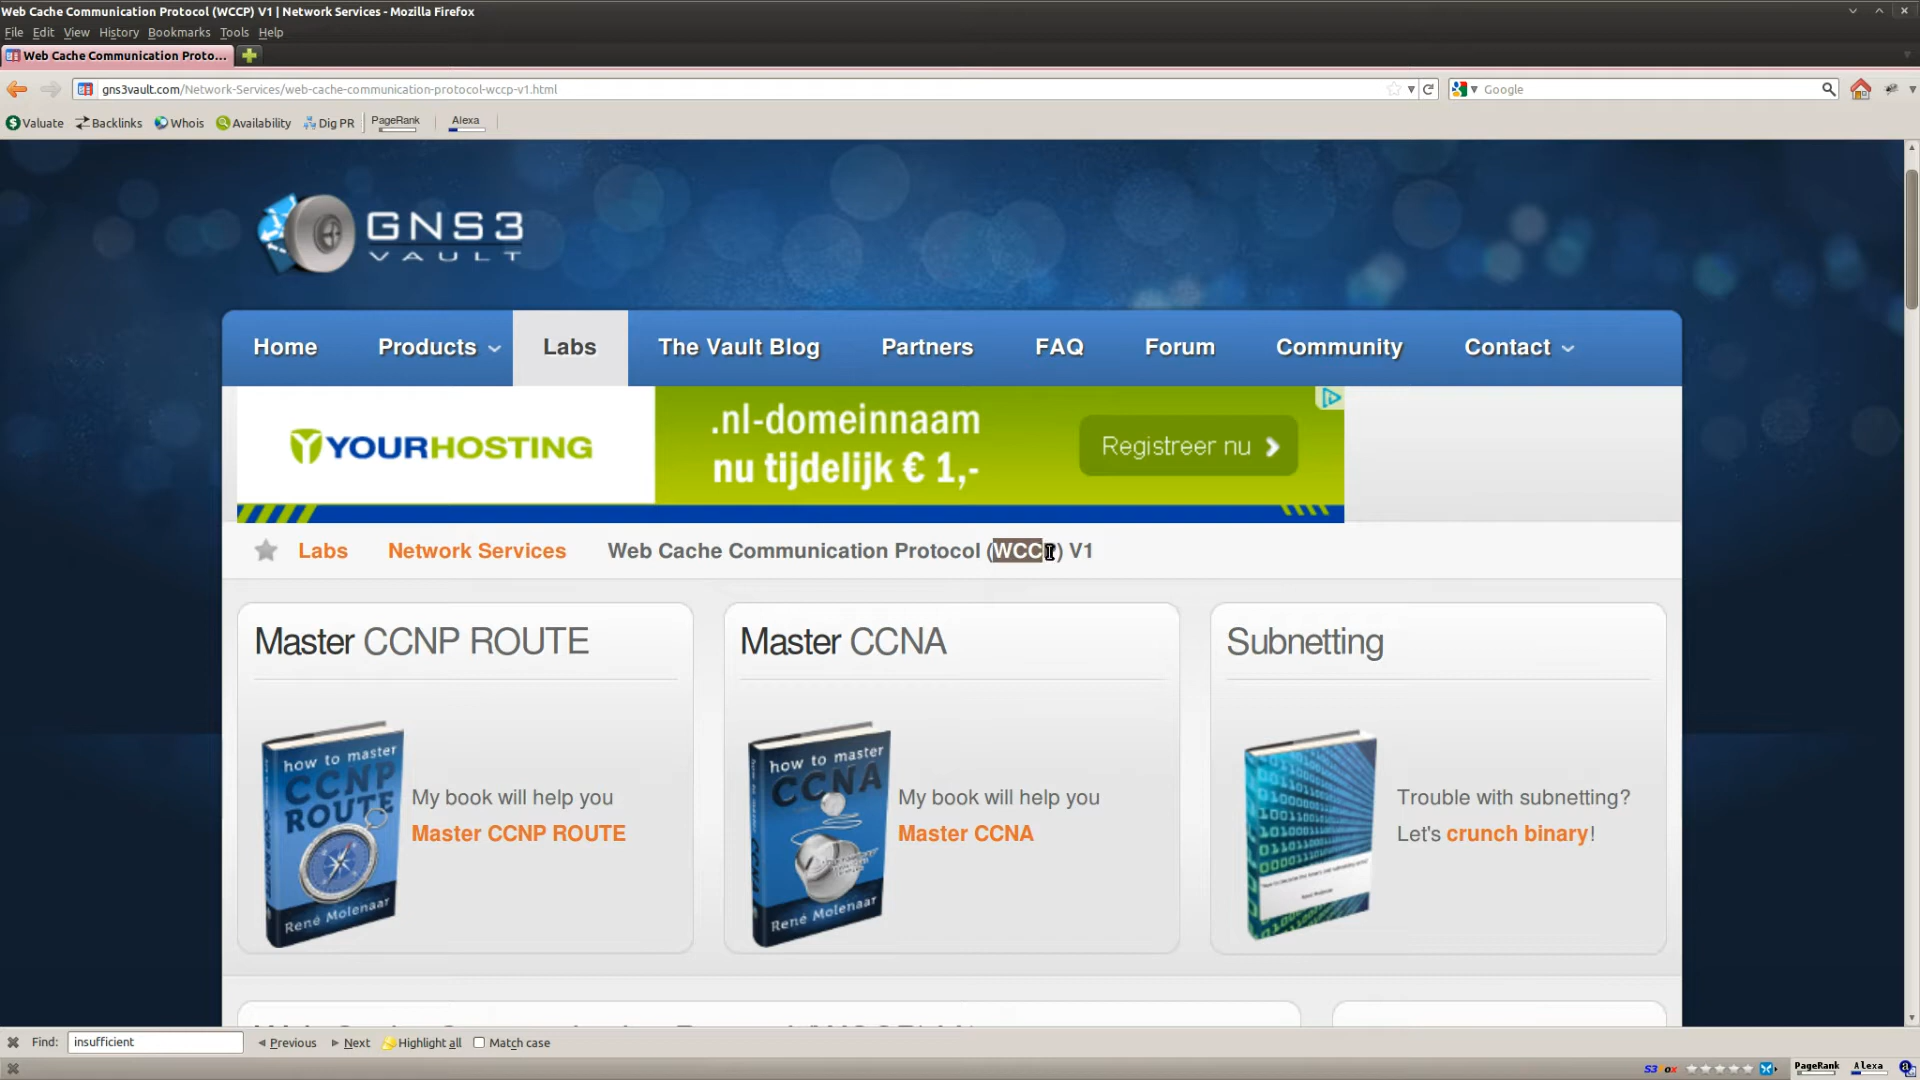 Web Cache Communication Protocol (WCCP) V1 | Network Services - Mozilla Firefox
File Edit View History Bookmarks Tools Help
Web Cache Communication Proto...
gns3vault.com/Network-Services/web-cache-communication-protocol-wccp-v1.html
Google
Valuate Backlinks Whois Availability Dig PR PageRank Alexa
GNS3
VAULT
Home Products Labs The Vault Blog Partners FAQ Forum Community Contact
YOURHOSTING
.nl-domeinnaam
nu tijdelijk € 1,-
Registreer nu
Labs Network Services Web Cache Communication Protocol (WCCP) V1
Master CCNP ROUTE
how to master
CCNP
ROUTE
René Molenaar
My book will help you
Master CCNP ROUTE
Master CCNA
how to master
CCNA
René Molenaar
My book will help you
Master CCNA
Subnetting
Trouble with subnetting?
Let's crunch binary!
Find: insufficient Previous Next Highlight all Match case
S3 PageRank Alexa